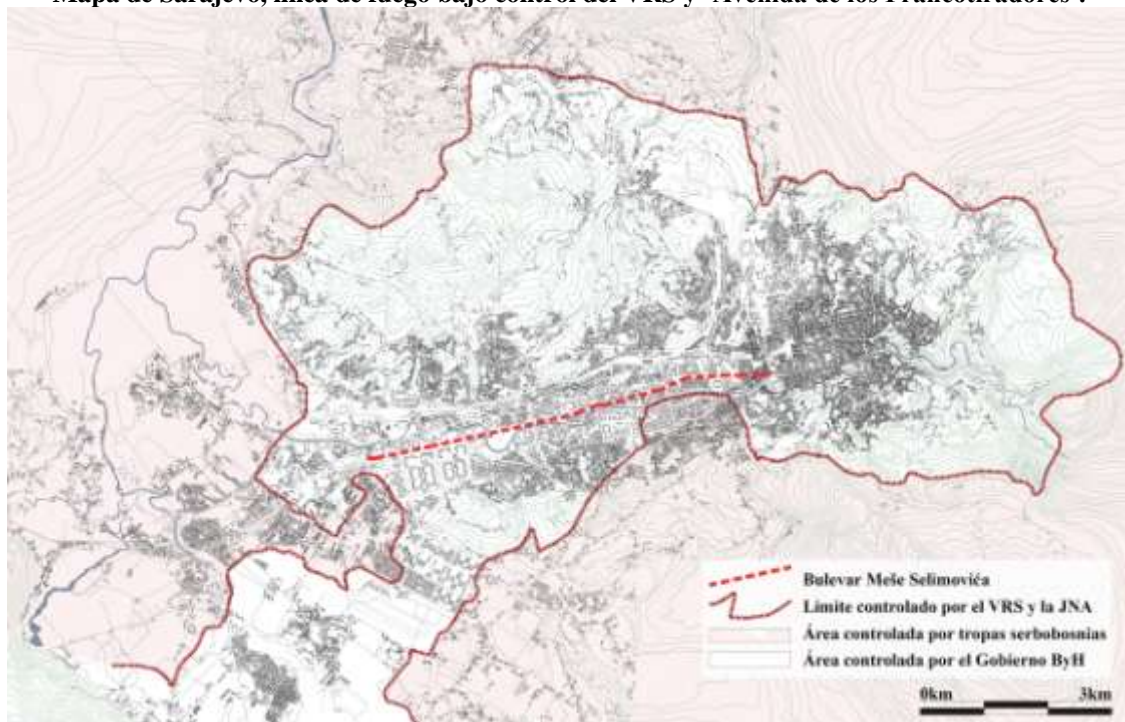 Mapa de Sarajevo, línea de fuego bajo control del VRS y "Avenida de los Francotiradores".
Bulevar Meše Selimovića
Limite controlado por el VRS y la JNA
Área controlada por tropas serbobosnias
Área controlada por el Gobierno ByH
0km 3km